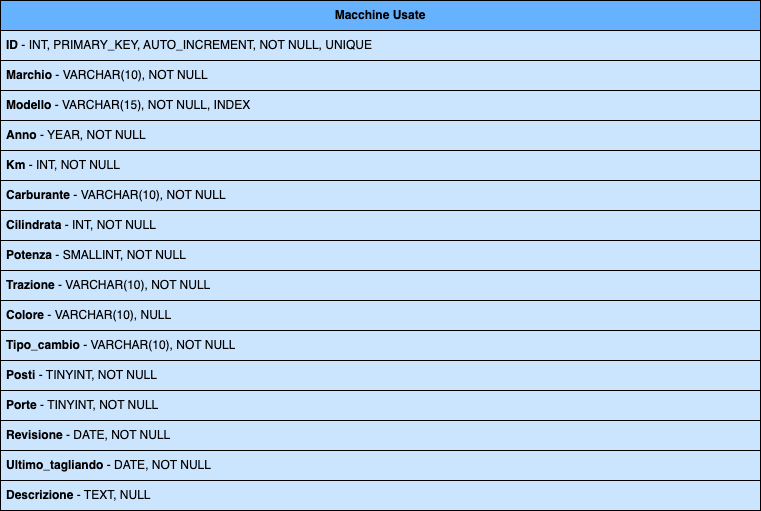 Macchine Usate
ID - INT, PRIMARY_KEY, AUTO_INCREMENT, NOT NULL, UNIQUE
Marchio - VARCHAR(10), NOT NULL
Modello - VARCHAR(15), NOT NULL, INDEX
Anno - YEAR, NOT NULL
Km - INT, NOT NULL
Carburante - VARCHAR(10), NOT NULL
Cilindrata - INT, NOT NULL
Potenza - SMALLINT, NOT NULL
Trazione - VARCHAR(10), NOT NULL
Colore - VARCHAR(10), NULL
Tipo_cambio - VARCHAR(10), NOT NULL
Posti - TINYINT, NOT NULL
Porte - TINYINT, NOT NULL
Revisione - DATE, NOT NULL
Ultimo_tagliando - DATE, NOT NULL
Descrizione - TEXT, NULL